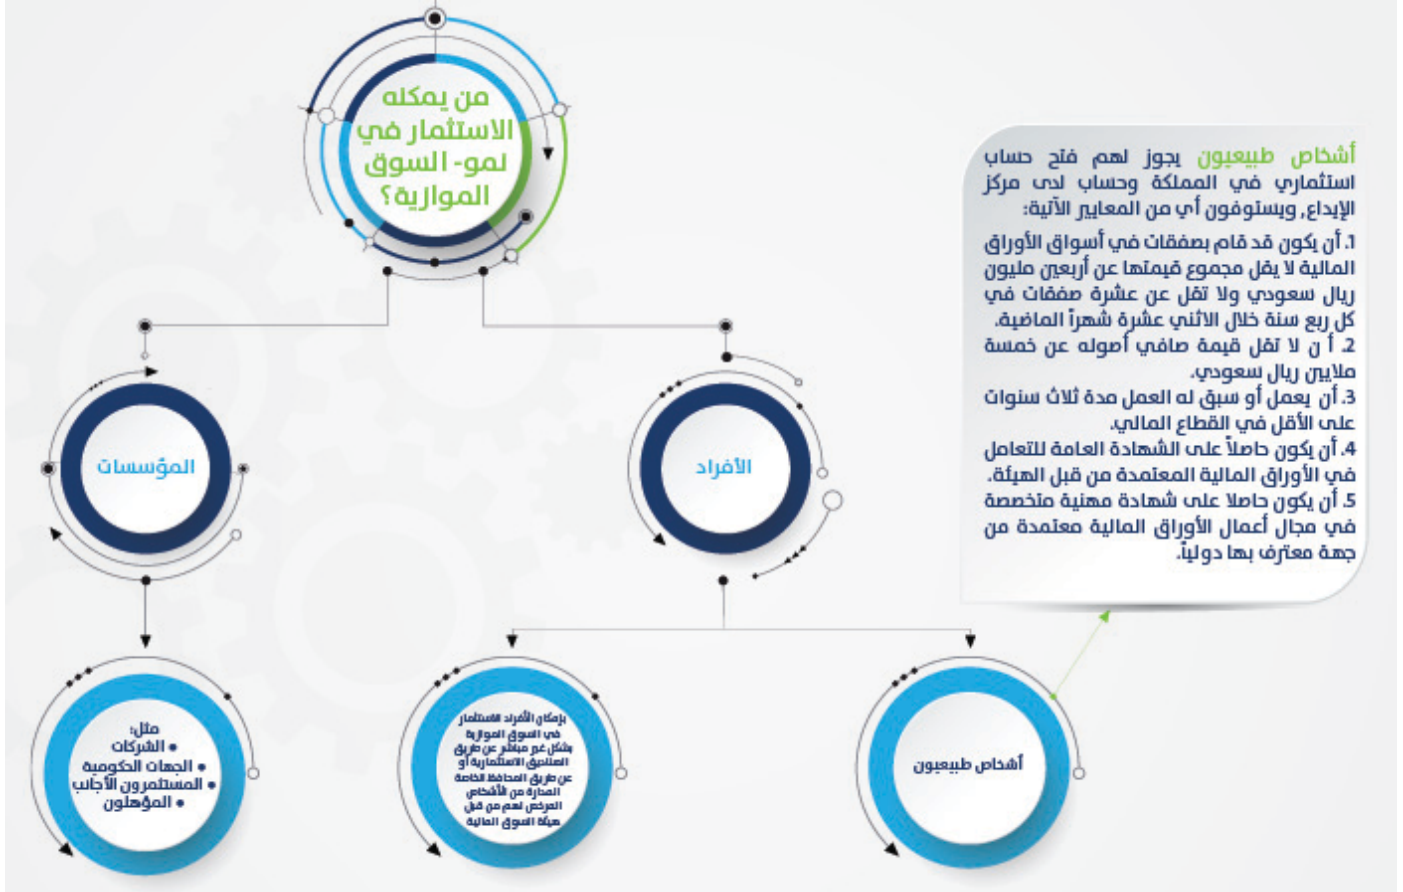 من يمكنه
الاستثمار في
نمو- السوق
الموازية؟
أشخاص طبيعيون يجوز لهم فتح حساب
استثماري في المملكة وحساب لدى مركز
الإيداع, ويستوفون أي من المعايير الآتية:
1. أن يكون قد قام بصفقات في أسواق الأوراق
المالية لا يقل مجموع قيمتها عن أربعين مليون
ريال سعودي ولا تقل عن عشرة صفقات في
كل ربع سنة خلال الاثني عشرة شهراً الماضية.
2. أ ن لا تقل قيمة صافي أصوله عن خمسة
ملايين ريال سعودي.
3. أن يعمل أو سبق له العمل مدة ثلاث سنوات
على الأقل في القطاع المالي.
4. أن يكون حاصلاً على الشهادة العامة للتعامل
في الأوراق المالية المعتمدة من قبل الهيئة.
5. أن يكون حاصلا على شهادة مهنية متخصصة
في مجال أعمال الأوراق المالية معتمدة من
جهة معترف بها دولياً.
الأفراد
المؤسسات
أشخاص طبيعيون
بإمكان الأفراد الاستثمار
في السوق الموازية
بشكل غير مباشر عن طريق
الصناديق الاستثمارية أو
عن طريق المحافظ الخاصة
المدارة من الأشخاص
المرخص لهم من قبل
هيئة السوق المالية
مثل:
• الشركات
• الجهات الحكومية
• المستثمرون الأجانب
• المؤهلون